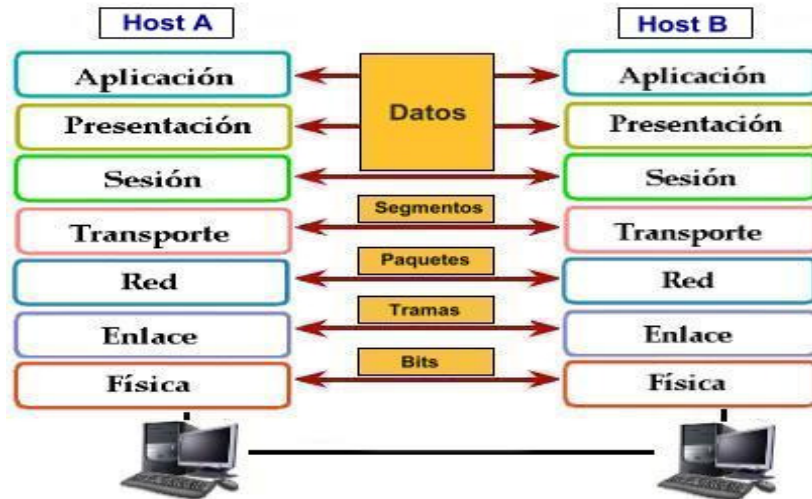 Host A
Host B
Aplicación
Datos
Aplicación
Presentación
Presentación
Sesión
Sesión
Segmentos
Transporte
Transporte
Paquetes
Red
Red
Tramas
Enlace
Enlace
Bits
Física
Física